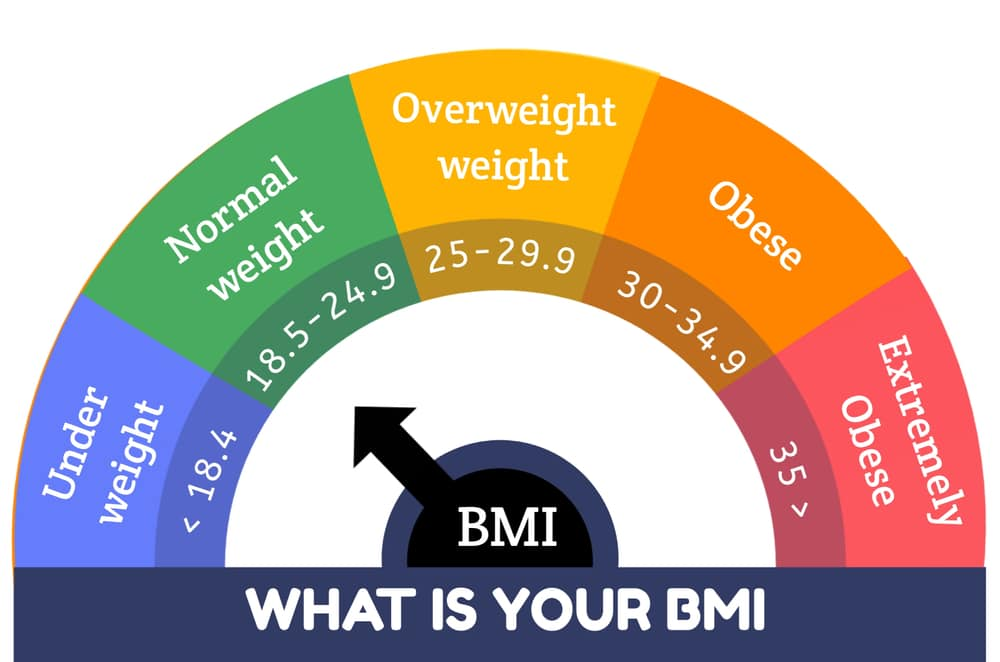 Under
weight
< 18.4
Normal
weight
18.5-24.9
Overweight
weight
25-29.9
Obese
30-34.9
Extremely
Obese
35 >
BMI
WHAT IS YOUR BMI